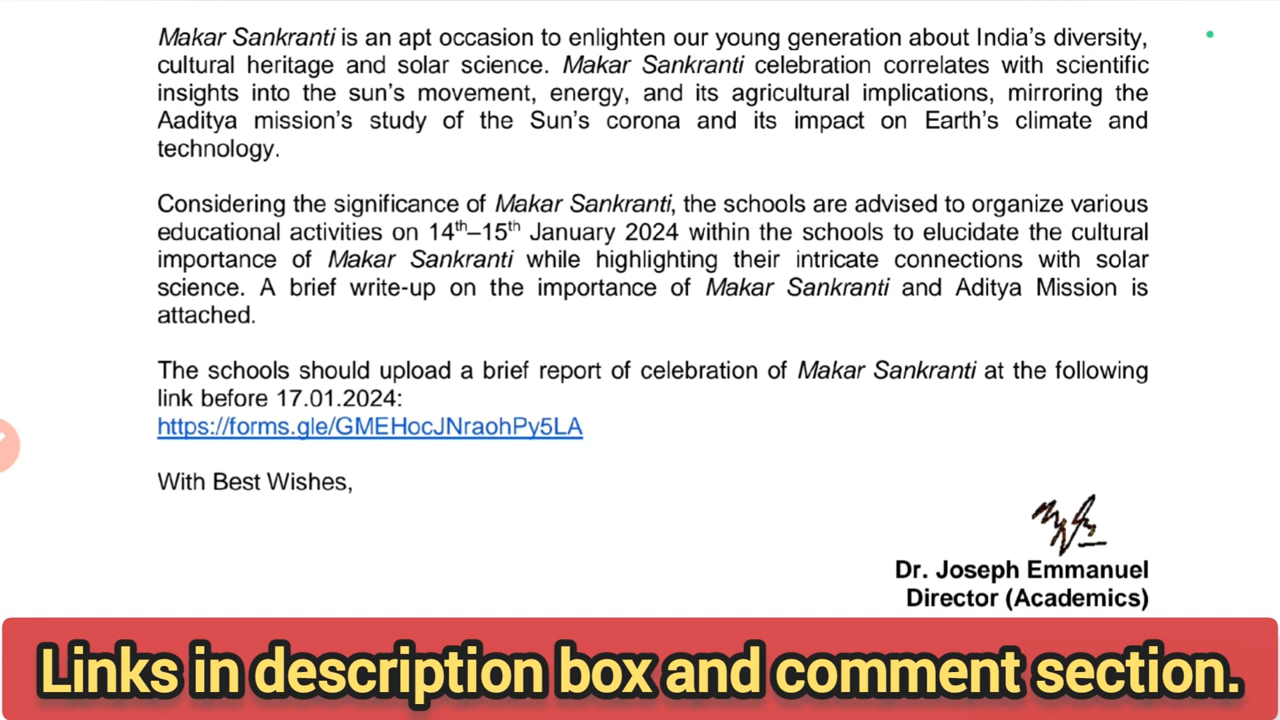 Makar Sankranti is an apt occasion to enlighten our young generation about India’s diversity,
cultural heritage and solar science. Makar Sankranti celebration correlates with scientific
insights into the sun’s movement, energy, and its agricultural implications, mirroring the
Aaditya mission’s study of the Sun’s corona and its impact on Earth’s climate and
technology.
Considering the significance of Makar Sankranti, the schools are advised to organize various
educational activities on 14th–15th January 2024 within the schools to elucidate the cultural
importance of Makar Sankranti while highlighting their intricate connections with solar
science. A brief write-up on the importance of Makar Sankranti and Aditya Mission is
attached.
The schools should upload a brief report of celebration of Makar Sankranti at the following
link before 17.01.2024:
https://forms.gle/GMEHocJNraohPy5LA
With Best Wishes,
Dr. Joseph Emmanuel
Director (Academics)
Links in description box and comment section.